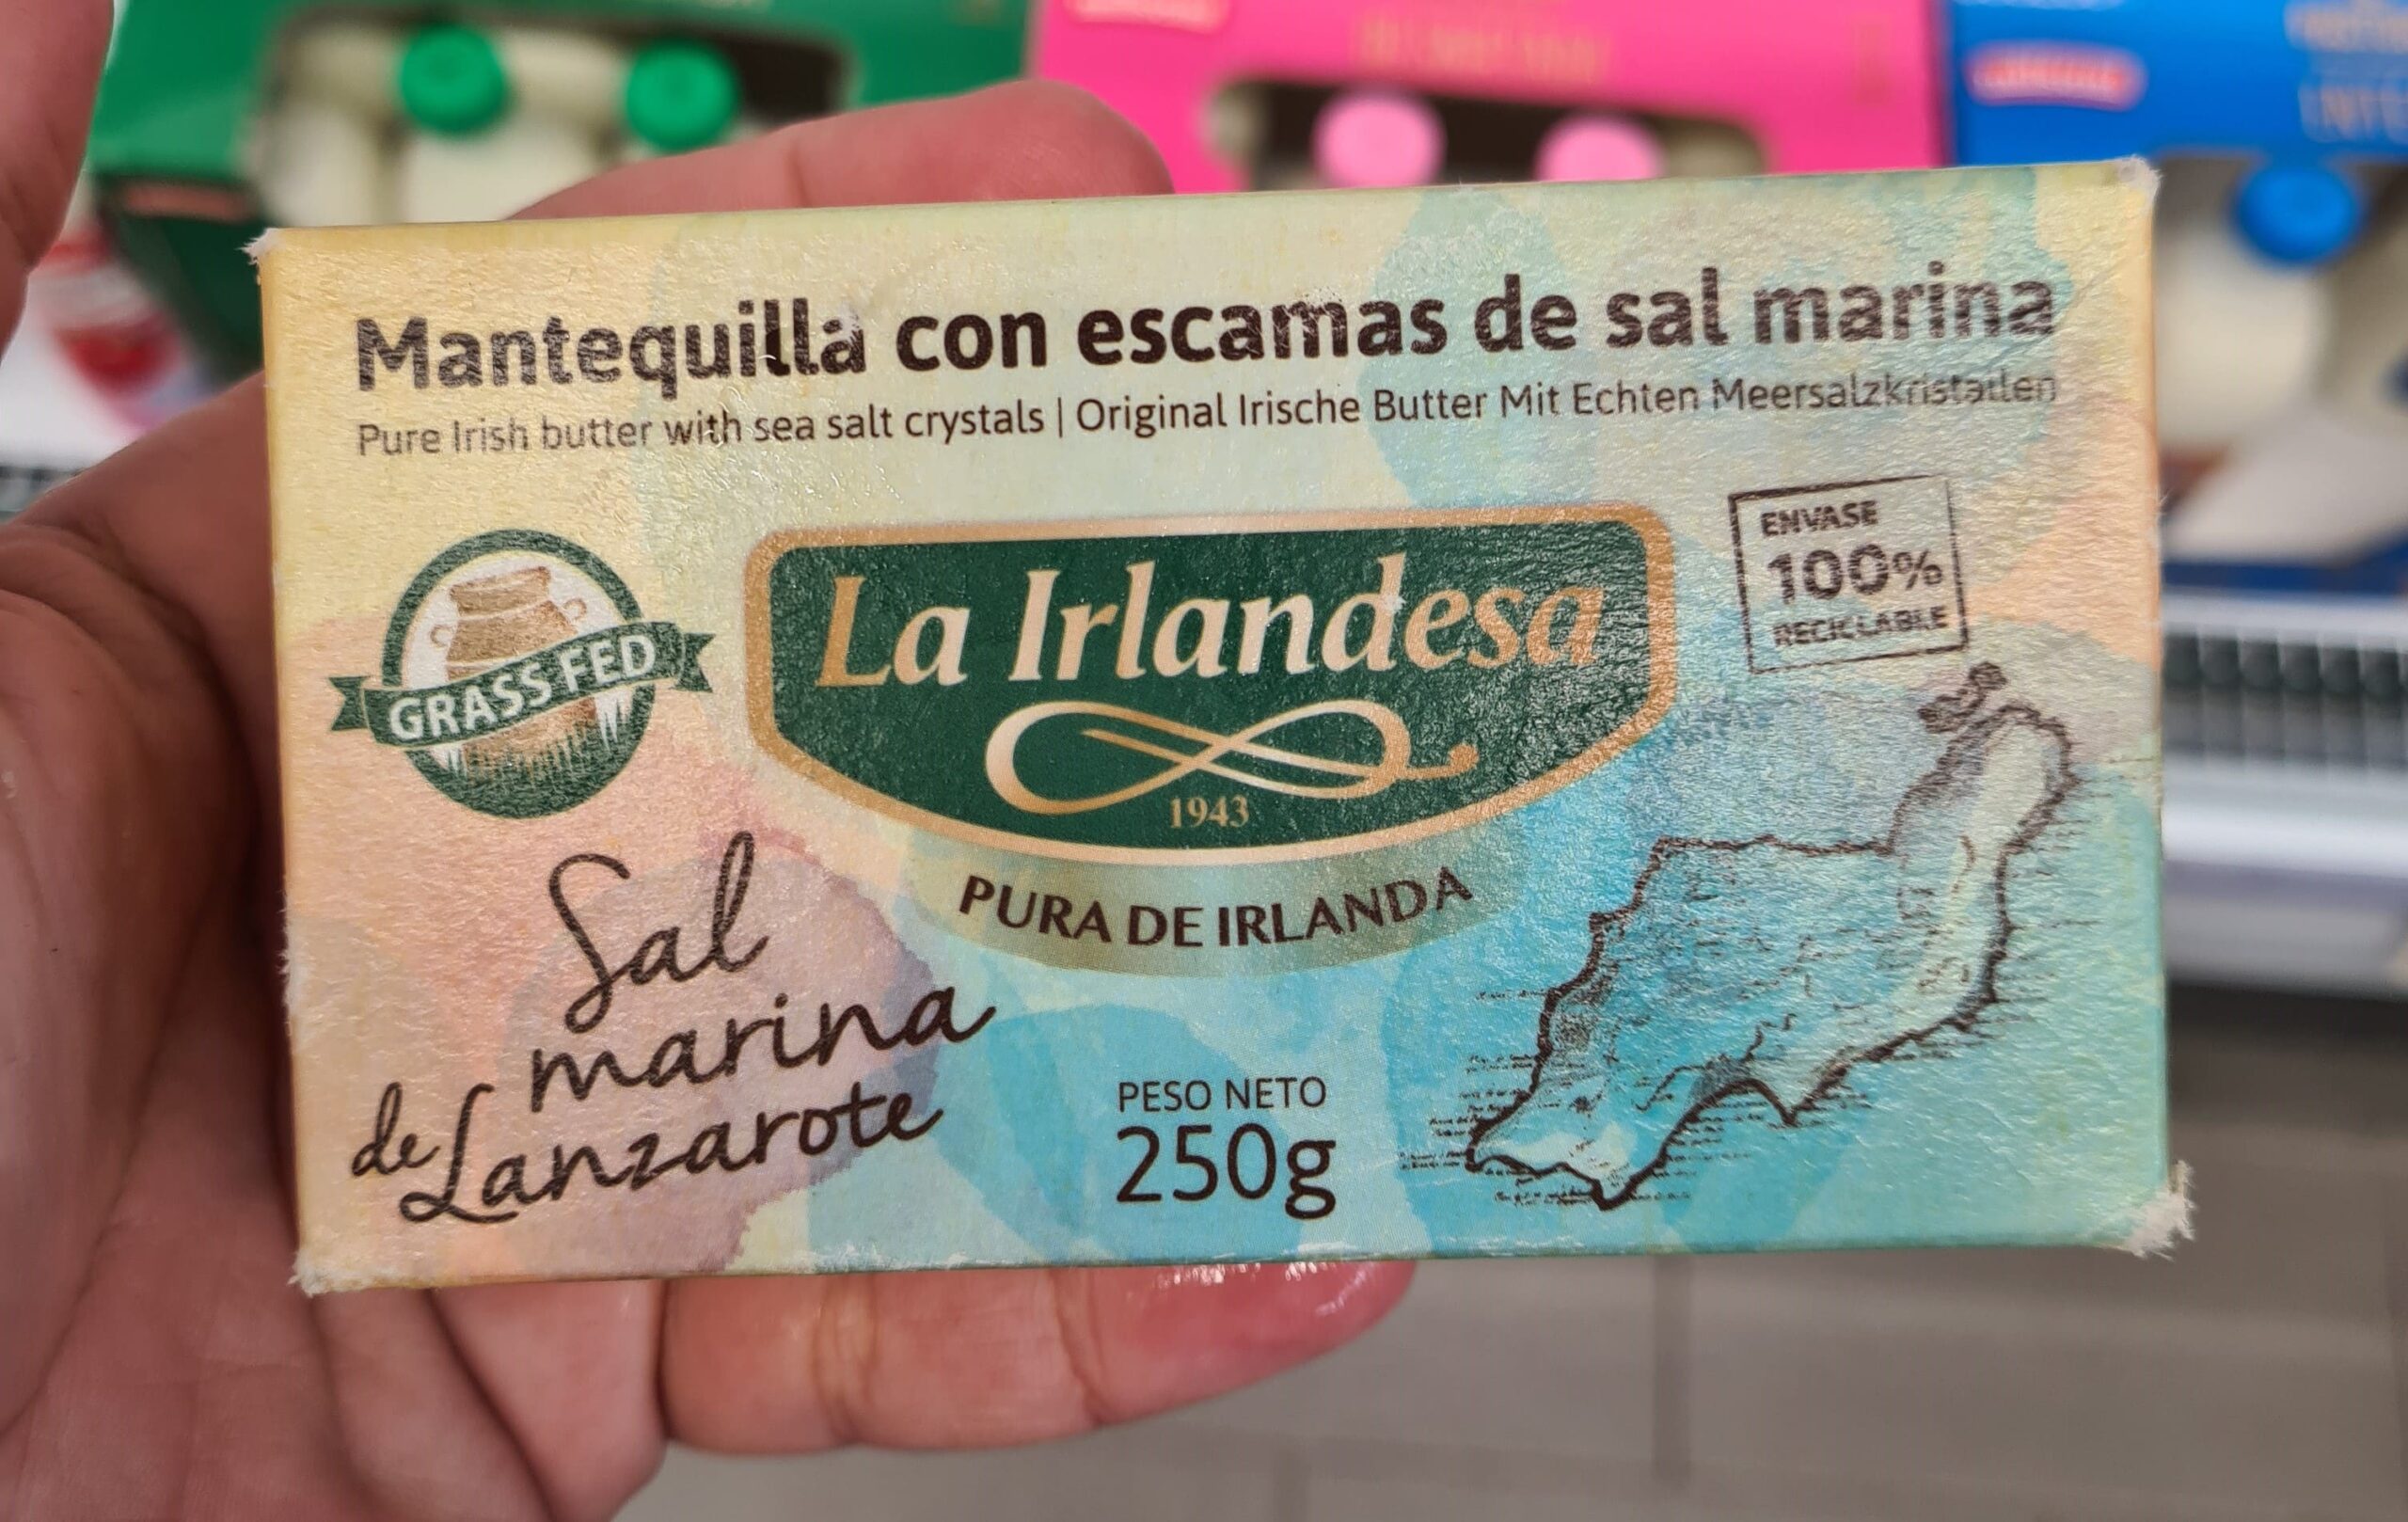 Mantequilla con escamas de sal marina
Pure Irish butter with sea salt crystals | Original Irische Butter Mit Echten Meersalzkristallen
ENVASE
100%
RECICLABLE
GRASS FED
La Irlandesa
1943
PURA DE IRLANDA
Sal
marina
de Lanzarote
PESO NETO
250g